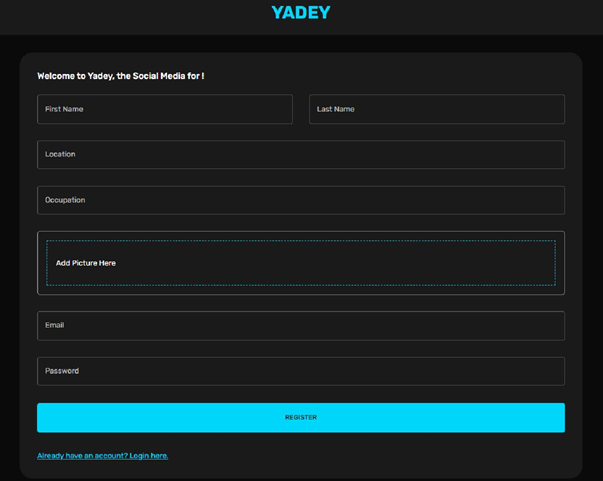 YADEY
Welcome to Yadey, the Social Media for !
First Name
Last Name
Location
Occupation
Add Picture Here
Email
Password
REGISTER
Already have an account? Login here.